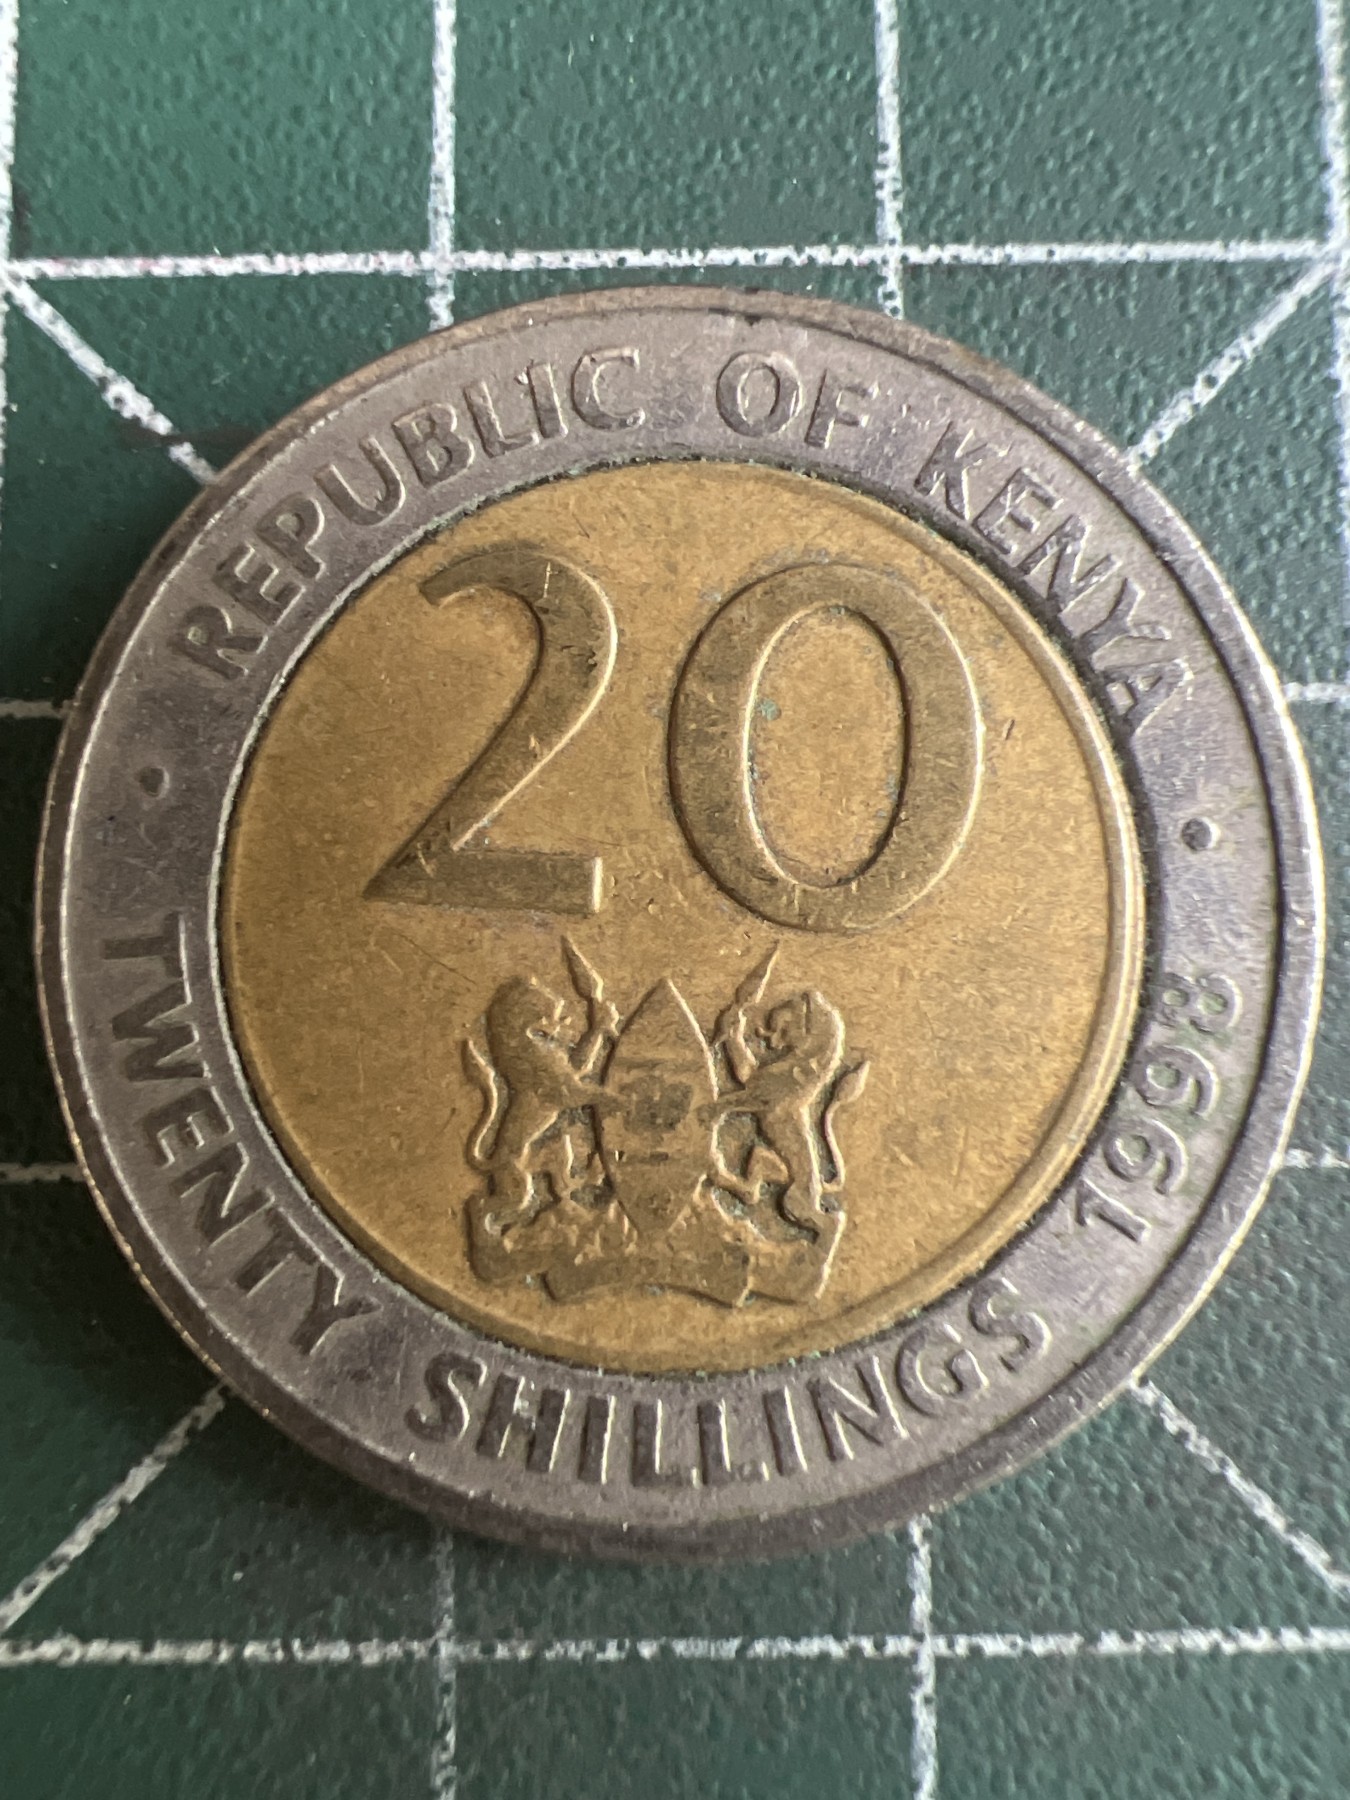 REPUBLIC OF KENYA
20
TWENTY SHILLINGS 1998